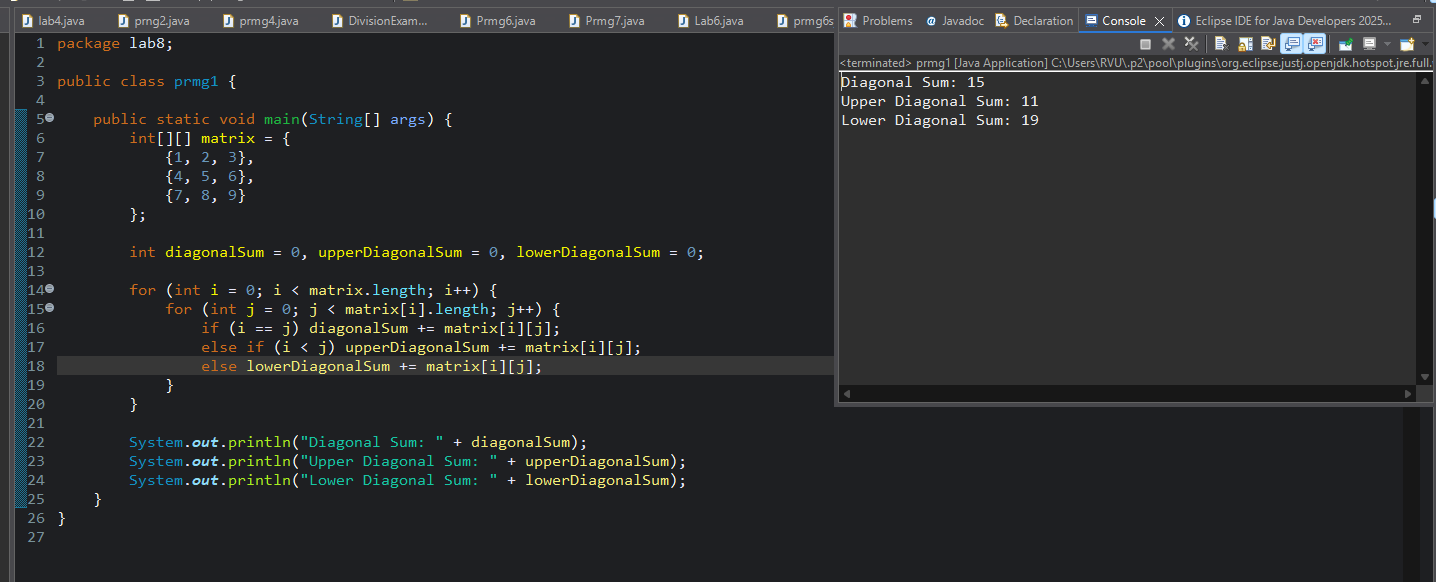 lab4.java prng2.java prmg4.java DivisionExam... Prmg6.java Prmg7.java Lab6.java prmg6s
Problems Javadoc Declaration Console Eclipse IDE for Java Developers 2025...
<terminated> prmg1 [Java Application] C:\Users\RVU\.p2\pool\plugins\org.eclipse.justj.openjdk.hotspot.jre.full.
Diagonal Sum: 15
Upper Diagonal Sum: 11
Lower Diagonal Sum: 19
1 package lab8;
2
3 public class prmg1 {
4
5 public static void main(String[] args) {
6 int[][] matrix = {
7 {1, 2, 3},
8 {4, 5, 6},
9 {7, 8, 9}
10 };
11
12 int diagonalSum = 0, upperDiagonalSum = 0, lowerDiagonalSum = 0;
13
14 for (int i = 0; i < matrix.length; i++) {
15 for (int j = 0; j < matrix[i].length; j++) {
16 if (i == j) diagonalSum += matrix[i][j];
17 else if (i < j) upperDiagonalSum += matrix[i][j];
18 else lowerDiagonalSum += matrix[i][j];
19 }
20 }
21
22 System.out.println("Diagonal Sum: " + diagonalSum);
23 System.out.println("Upper Diagonal Sum: " + upperDiagonalSum);
24 System.out.println("Lower Diagonal Sum: " + lowerDiagonalSum);
25 }
26 }
27